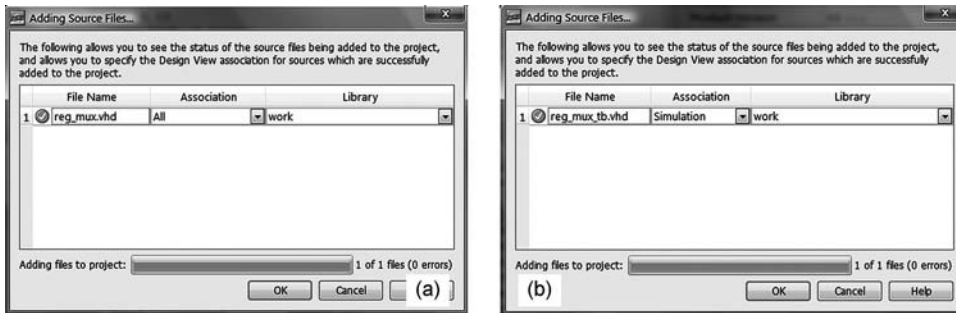 Adding Source Files...
The following allows you to see the status of the source files being added to the project,
and allows you to specify the Design View association for sources which are successfully
added to the project.
File Name Association Library
1 reg_mux.vhd All work
Adding files to project: 1 of 1 files (0 errors)
OK Cancel
(a)
Adding Source Files...
The following allows you to see the status of the source files being added to the project,
and allows you to specify the Design View association for sources which are successfully
added to the project.
File Name Association Library
1 reg_mux_tb.vhd Simulation work
Adding files to project: 1 of 1 files (0 errors)
(b)
OK Cancel Help